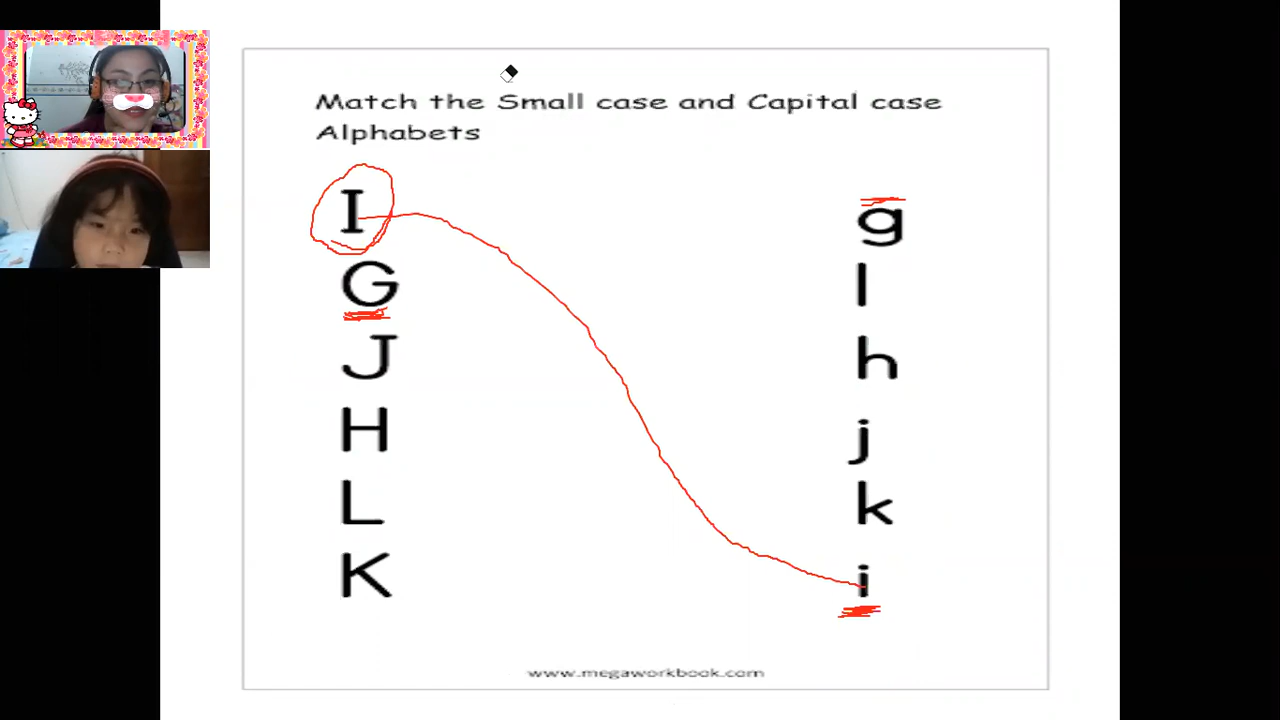 Match the Small case and Capital case
Alphabets
I g
G l
J h
H j
L k
K i
www.megaworkbook.com